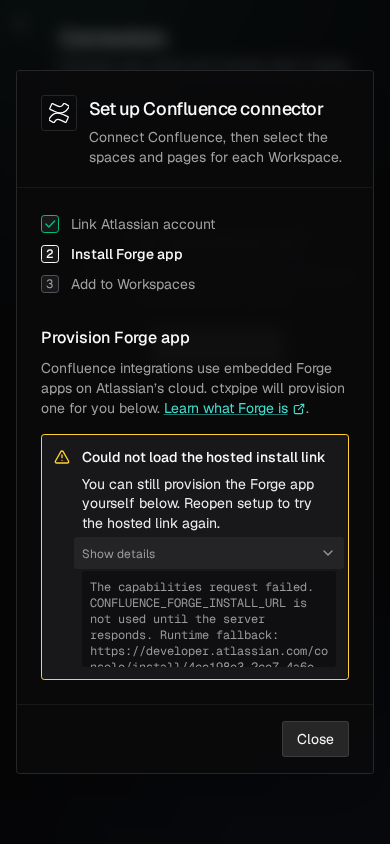 Set up Confluence connector
Connect Confluence, then select the
spaces and pages for each Workspace.
Link Atlassian account
2 Install Forge app
3 Add to Workspaces
Provision Forge app
Confluence integrations use embedded Forge
apps on Atlassian's cloud. ctxpipe will provision
one for you below. Learn what Forge is.
Could not load the hosted install link
You can still provision the Forge app
yourself below. Reopen setup to try
the hosted link again.
Show details
The capabilities request failed.
CONFLUENCE_FORGE_INSTALL_URL is
not used until the server
responds. Runtime fallback:
https://developer.atlassian.com/co
Close